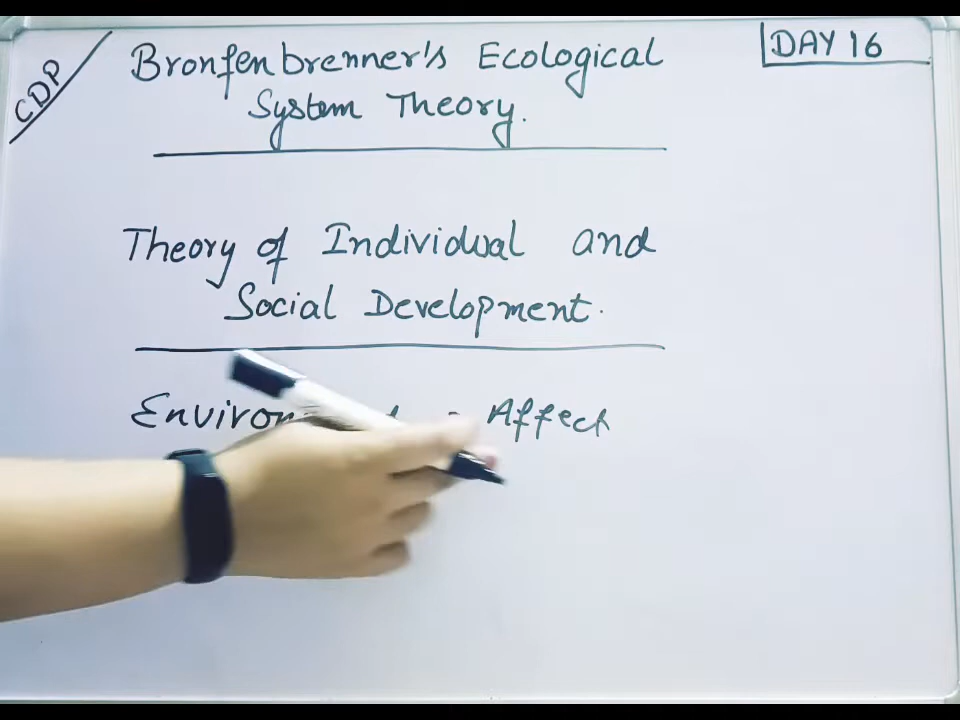 CDP
Bronfenbrenner's Ecological
System Theory.
DAY 16
Theory of Individual and
Social Development.
Affect